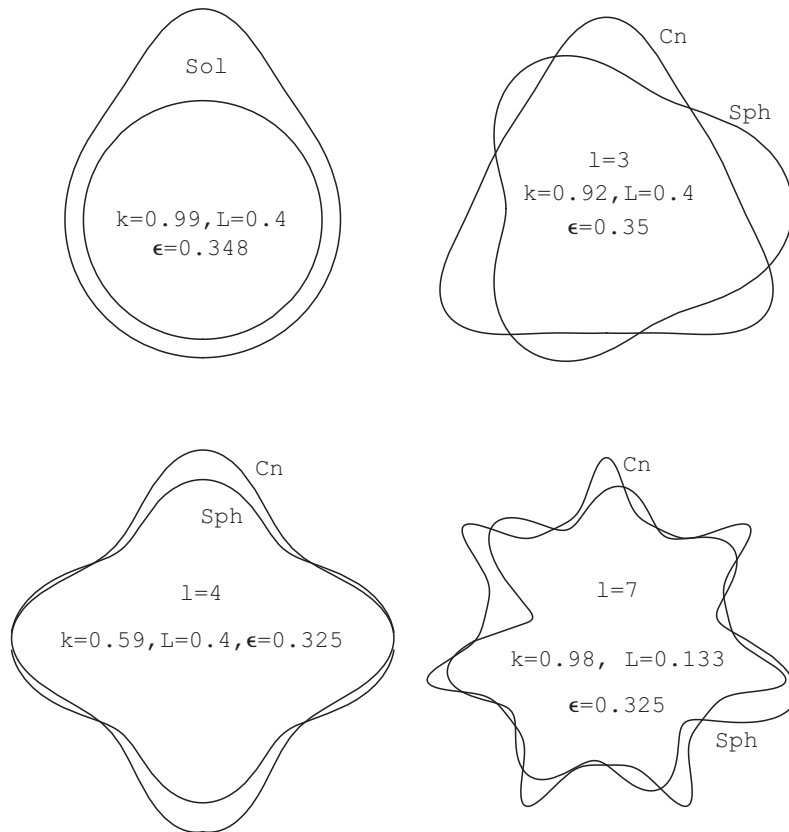 Sol
k=0.99,L=0.4
ϵ=0.348
Cn
Sph
l=3
k=0.92,L=0.4
ϵ=0.35
Cn
Sph
l=4
k=0.59,L=0.4,ϵ=0.325
Cn
l=7
k=0.98, L=0.133
ϵ=0.325
Sph